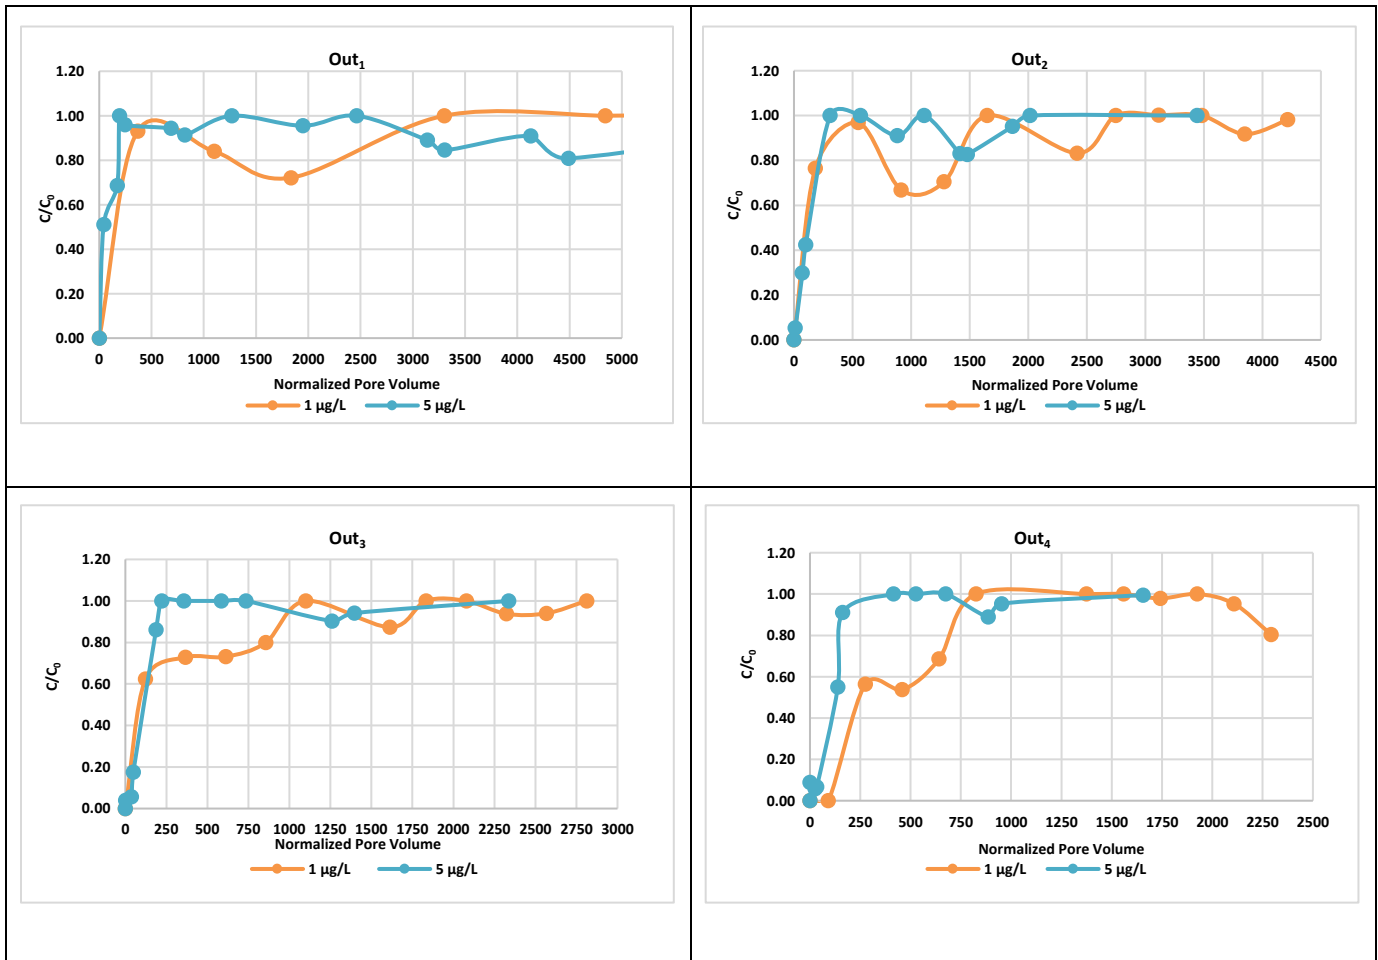 Out₁
1.20
1.00
0.80
0.60
0.40
0.20
0.00
C/C₀
0 500 1000 1500 2000 2500 3000 3500 4000 4500 5000
Normalized Pore Volume
1 µg/L 5 µg/L
Out₂
1.20
1.00
0.80
0.60
0.40
0.20
0.00
C/C₀
0 500 1000 1500 2000 2500 3000 3500 4000 4500
Normalized Pore Volume
1 µg/L 5 µg/L
Out₃
1.20
1.00
0.80
0.60
0.40
0.20
0.00
C/C₀
0 250 500 750 1000 1250 1500 1750 2000 2250 2500 2750 3000
Normalized Pore Volume
1 µg/L 5 µg/L
Out₄
1.20
1.00
0.80
0.60
0.40
0.20
0.00
C/C₀
0 250 500 750 1000 1250 1500 1750 2000 2250 2500
Normalized Pore Volume
1 µg/L 5 µg/L